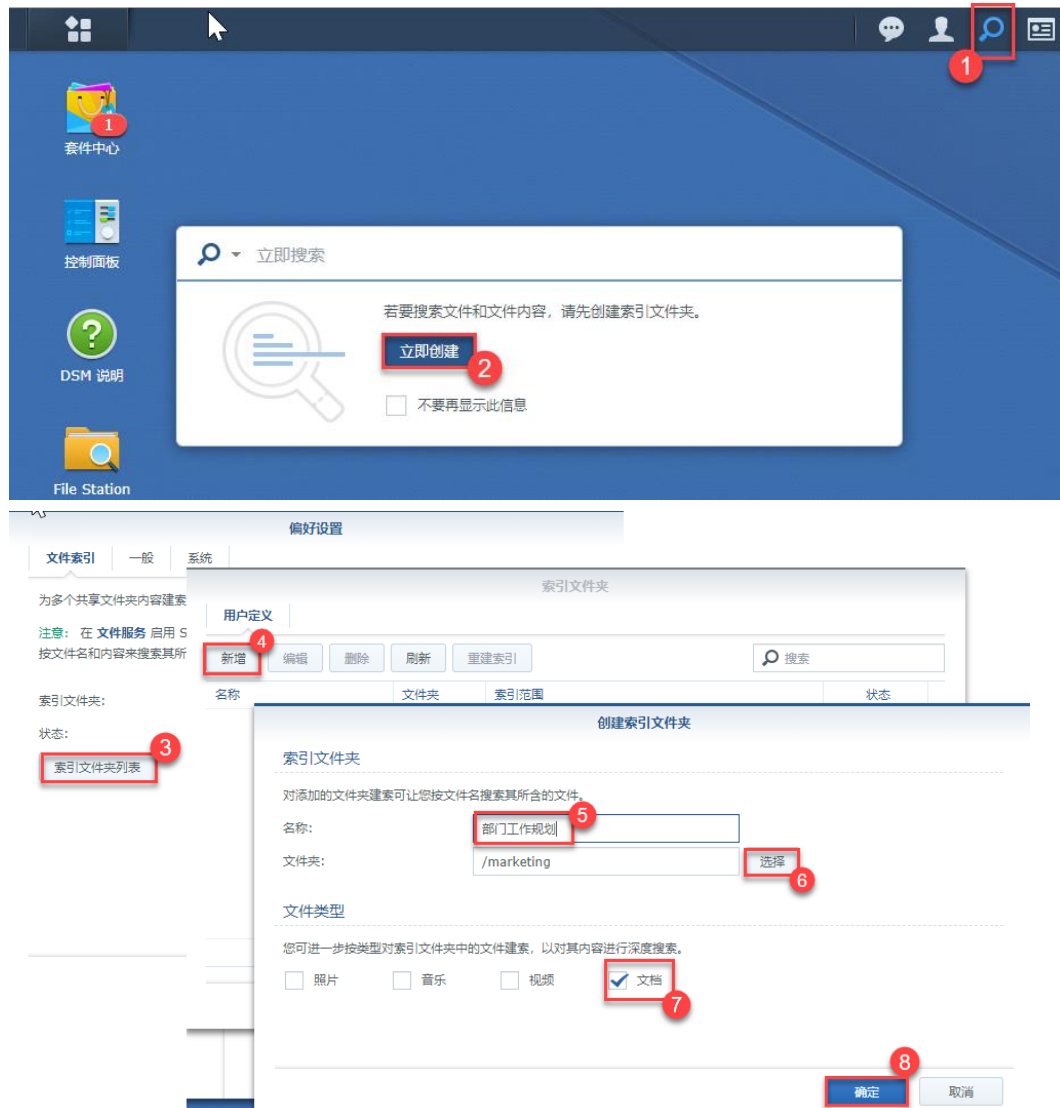 1
1
套件中心
控制面板
立即搜索
若要搜索文件和文件内容，请先创建索引文件夹。
立即创建
2
不要再显示此信息
DSM 说明
File Station
偏好设置
文件索引 一般 系统
为多个共享文件夹内容建索
注意： 在 文件服务 启用 S
按文件名和内容来搜索其所
索引文件夹:
状态:
3
索引文件夹列表
索引文件夹
用户定义
4
新增 编辑 删除 刷新 重建索引 搜索
名称 文件夹 索引范围 状态
创建索引文件夹
索引文件夹
对添加的文件夹建索可让您按文件名搜索其所含的文件。
5
名称: 部门工作规划
文件夹: /marketing 选择
6
文件类型
您可进一步按类型对索引文件夹中的文件建索，以对其内容进行深度搜索。
照片 音乐 视频 文档
7
8
确定 取消